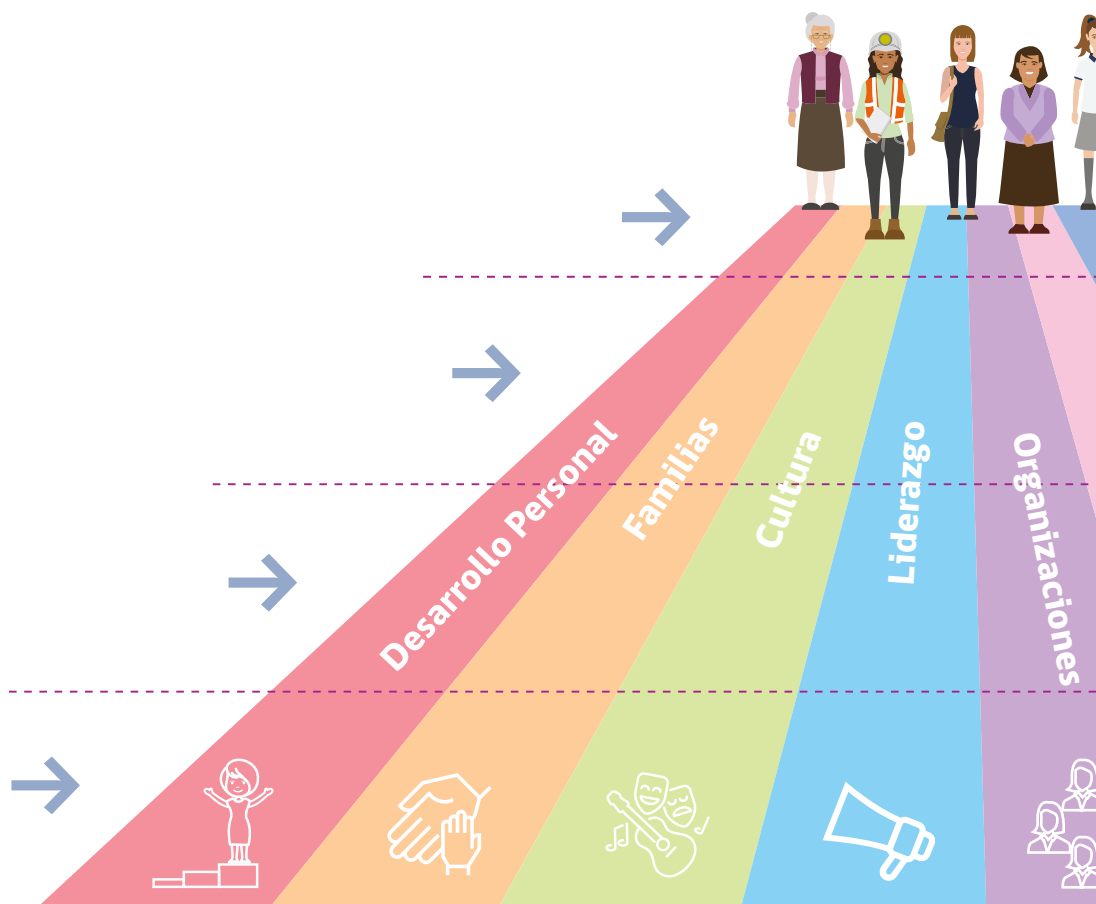 Desarrollo Personal
Familias
Cultura
Liderazgo
Organizaciones